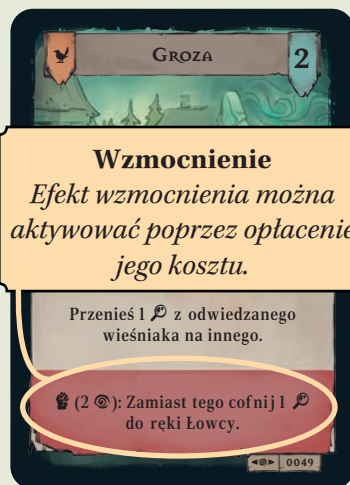 Groza
2
Wzmocnienie
Efekt wzmocnienia można
aktywować poprzez opłacenie
jego kosztu.
Przenieś 1 z odwiedzanego
wieśniaka na innego.
(2 ): Zamiast tego cofnij 1
do ręki Łowcy.
0049